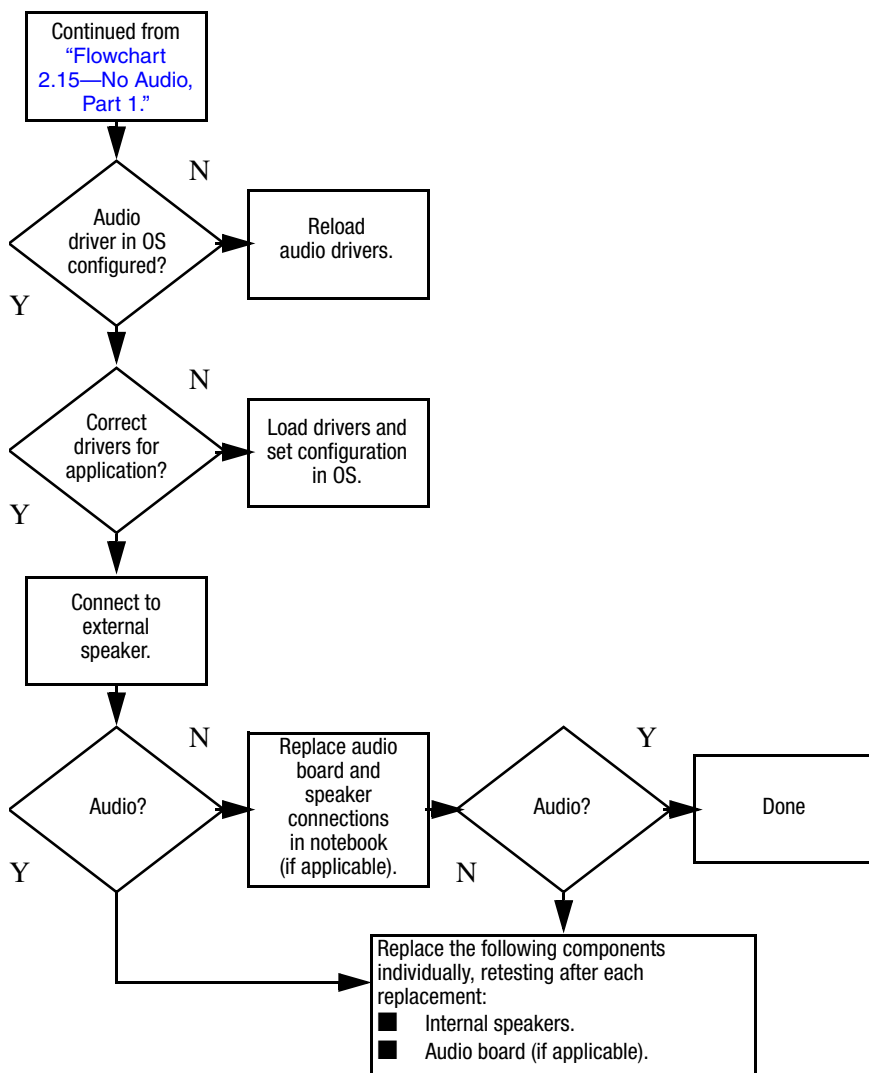 Continued from
“Flowchart
2.15—No Audio,
Part 1.”
N
Audio
driver in OS
configured?
Reload
audio drivers.
Y
N
Correct
drivers for
application?
Load drivers and
set configuration
in OS.
Y
Connect to
external
speaker.
N
Audio?
Y
Replace audio
board and
speaker
connections
in notebook
(if applicable).
Y
Audio?
N
Done
Replace the following components
individually, retesting after each
replacement:
■ Internal speakers.
■ Audio board (if applicable).